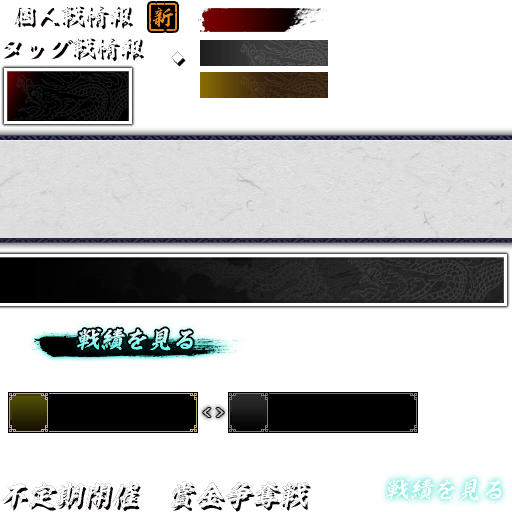 個人戦情報 新
タッグ戦情報
戦績を見る
不定期開催 賞金争奪戦
戦績を見る